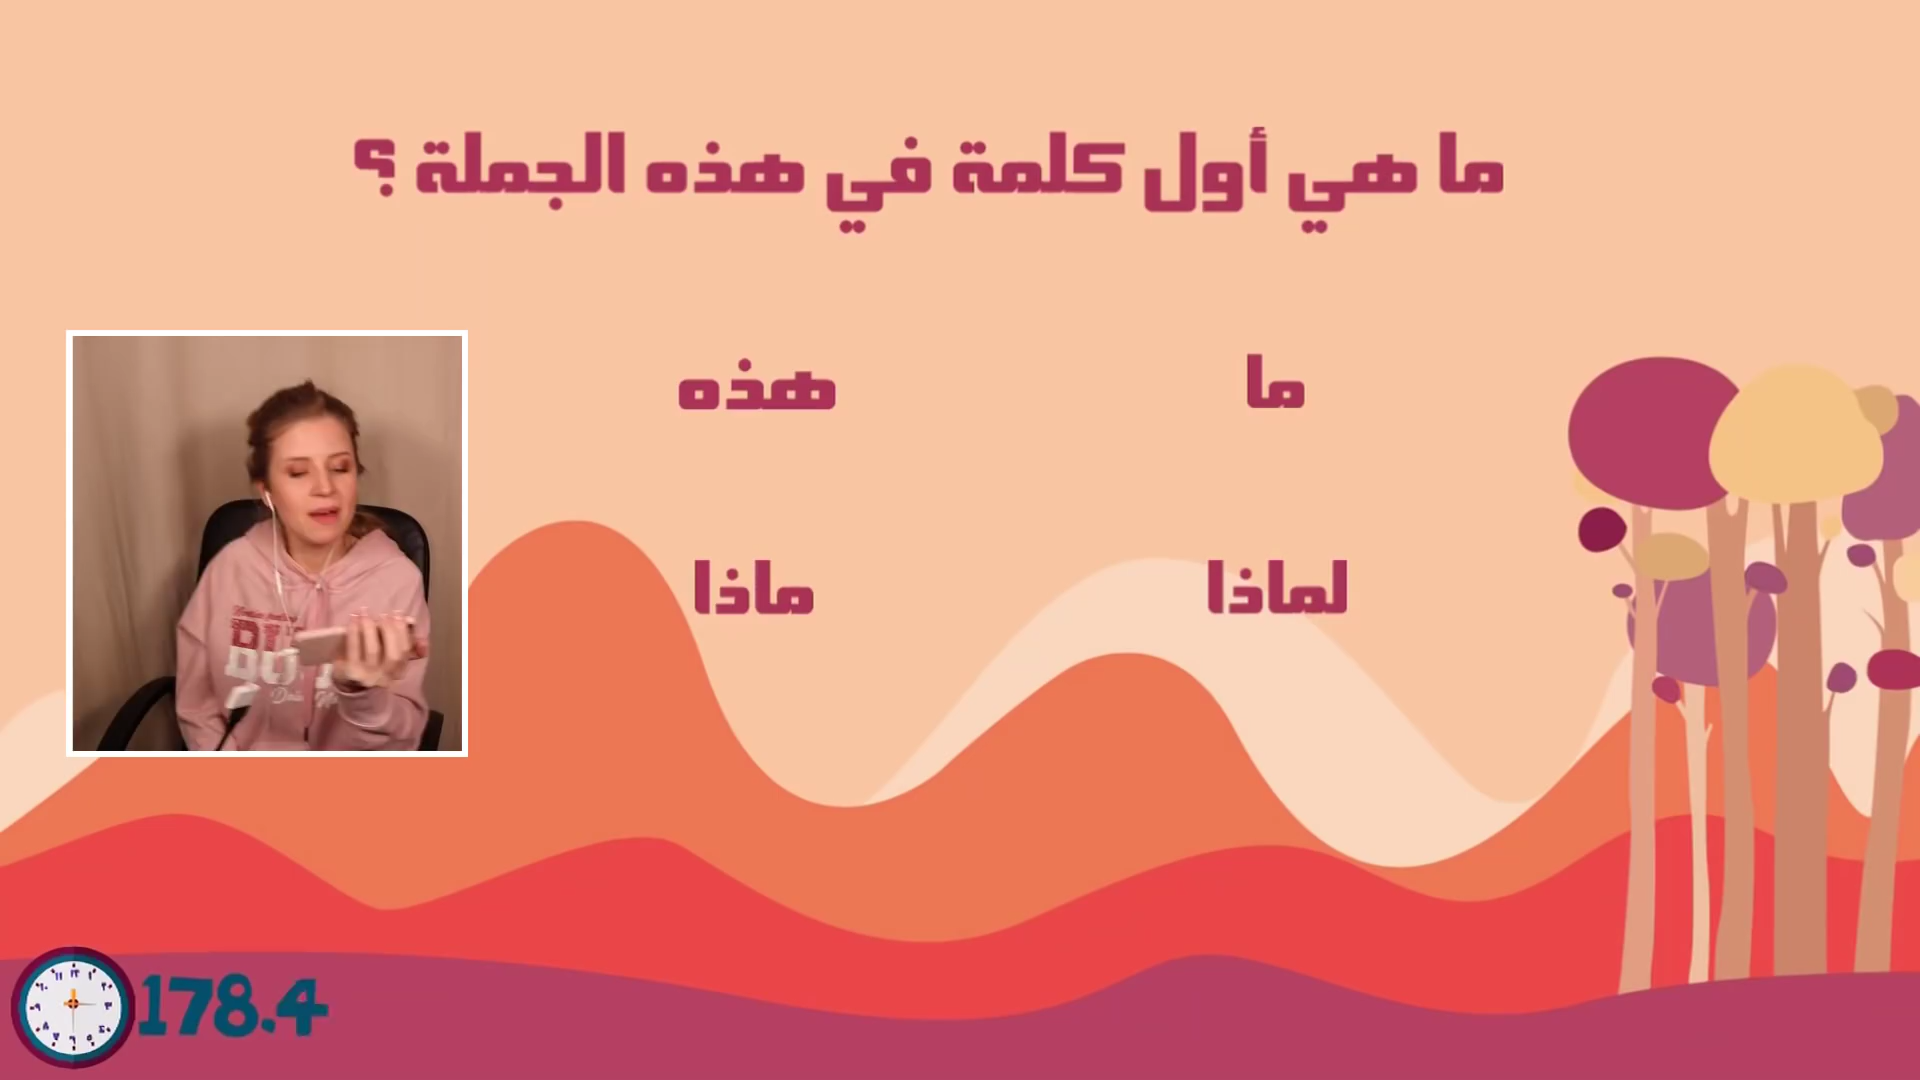 ما هي أول كلمة في هذه الجملة ؟
ما
هذه
لماذا
ماذا
178.4